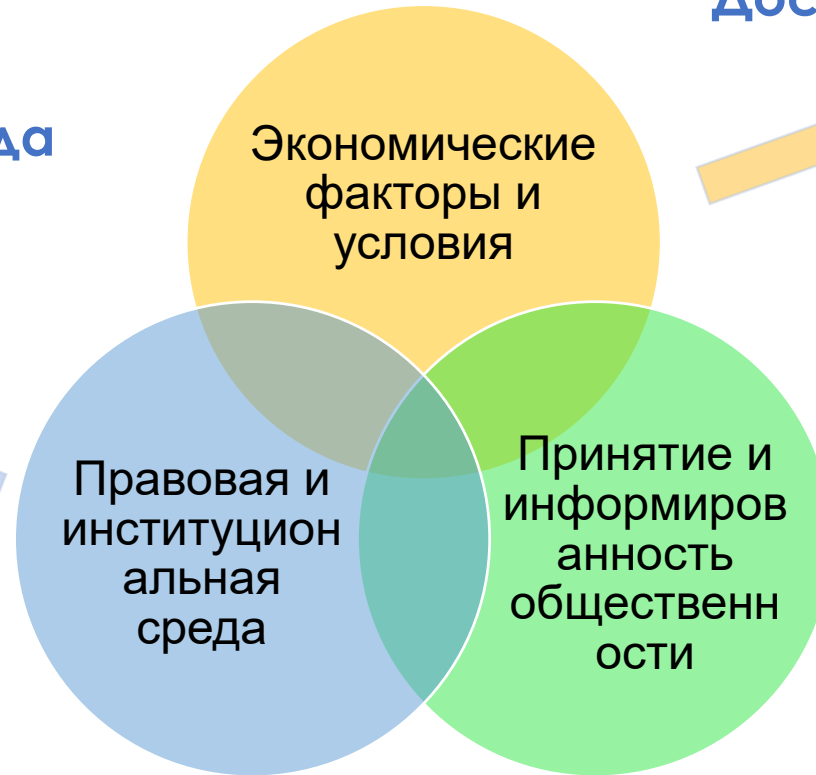 Экономические
факторы и
условия
Правовая и
институцион
альная
среда
Принятие и
информиров
анность
общественн
ости